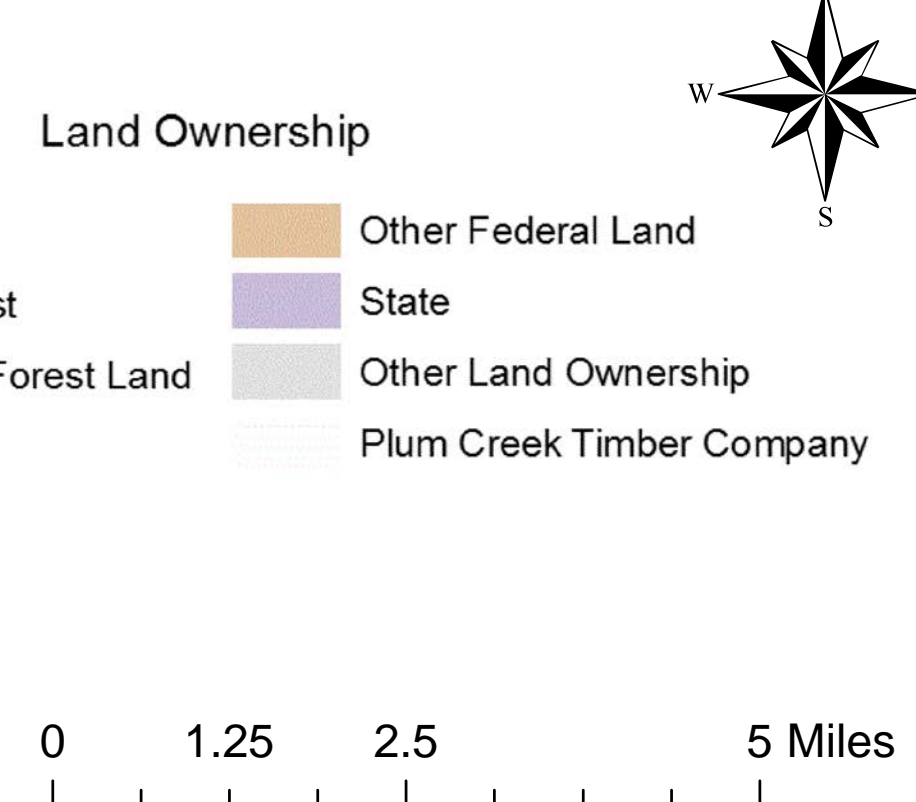 W
S
Land Ownership
Other Federal Land
st State
Forest Land Other Land Ownership
Plum Creek Timber Company
0 1.25 2.5 5 Miles